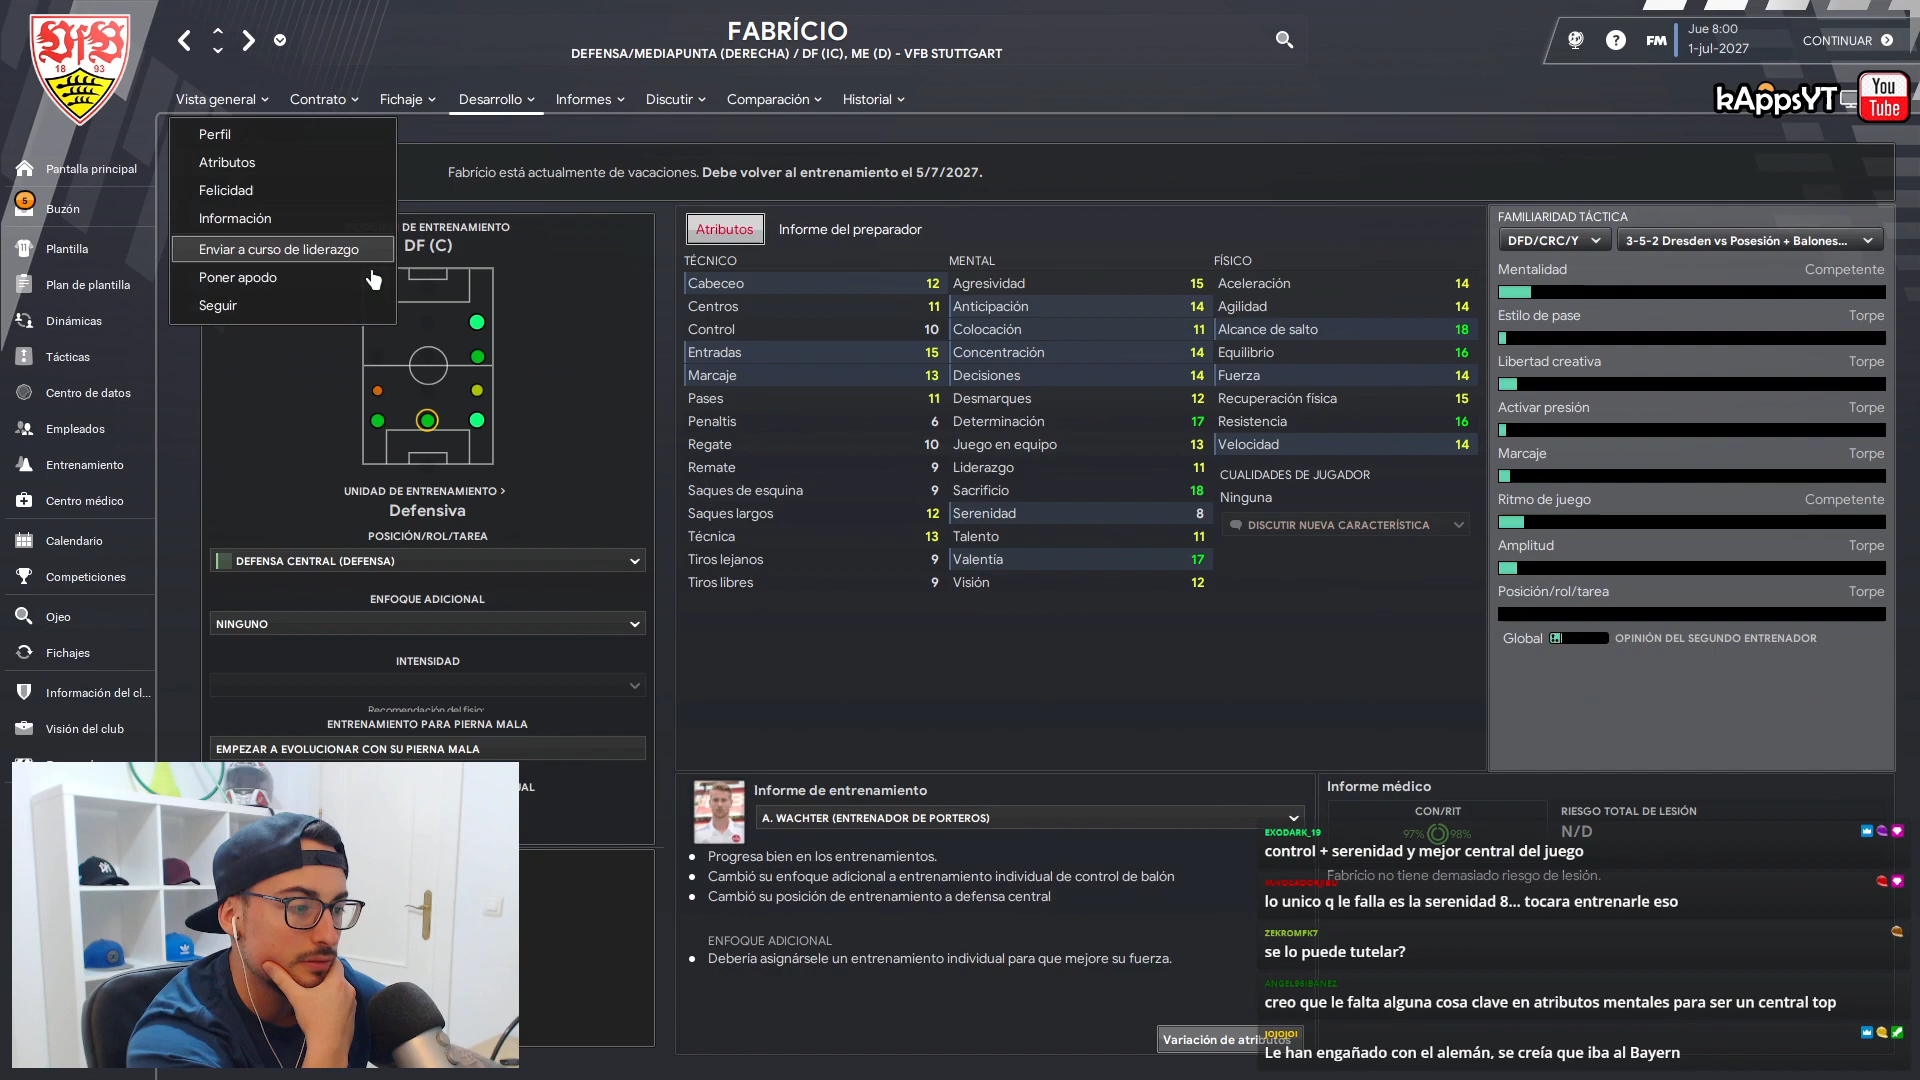 FABRÍCIO
DEFENSA/MEDIAPUNTA (DERECHA) / DF (IC), ME (D) - VFB STUTTGART
FM
Jue 8:00
1-jul-2027
CONTINUAR
VfB
18 93
Vista general
Contrato
Fichaje
Desarrollo
Informes
Discutir
Comparación
Historial
kAppsYT
You
Tube
Perfil
Atributos
Felicidad
Información
Enviar a curso de liderazgo
Poner apodo
Seguir
Pantalla principal
5
Buzón
Plantilla
Plan de plantilla
Dinámicas
Tácticas
Centro de datos
Empleados
Entrenamiento
Centro médico
Calendario
Competiciones
Ojeo
Fichajes
Información del cl...
Visión del club
Fabrício está actualmente de vacaciones. Debe volver al entrenamiento el 5/7/2027.
DE ENTRENAMIENTO
DF (C)
UNIDAD DE ENTRENAMIENTO >
Defensiva
POSICIÓN/ROL/TAREA
DEFENSA CENTRAL (DEFENSA)
ENFOQUE ADICIONAL
NINGUNO
INTENSIDAD
Recomendación del fisio:
ENTRENAMIENTO PARA PIERNA MALA
EMPEZAR A EVOLUCIONAR CON SU PIERNA MALA
UAL
Atributos
Informe del preparador
TÉCNICO
Cabeceo 12
Centros 11
Control 10
Entradas 15
Marcaje 13
Pases 11
Penaltis 6
Regate 10
Remate 9
Saques de esquina 9
Saques largos 12
Técnica 13
Tiros lejanos 9
Tiros libres 9
MENTAL
Agresividad 15
Anticipación 14
Colocación 11
Concentración 14
Decisiones 14
Desmarques 12
Determinación 17
Juego en equipo 13
Liderazgo 11
Sacrificio 18
Serenidad 8
Talento 11
Valentía 17
Visión 12
FÍSICO
Aceleración 14
Agilidad 14
Alcance de salto 18
Equilibrio 16
Fuerza 14
Recuperación física 15
Resistencia 16
Velocidad 14
CUALIDADES DE JUGADOR
Ninguna
DISCUTIR NUEVA CARACTERÍSTICA
FAMILIARIDAD TÁCTICA
DFD/CRC/Y
3-5-2 Dresden vs Posesión + Balones...
Mentalidad Competente
Estilo de pase Torpe
Libertad creativa Torpe
Activar presión Torpe
Marcaje Torpe
Ritmo de juego Competente
Amplitud Torpe
Posición/rol/tarea Torpe
Global
OPINIÓN DEL SEGUNDO ENTRENADOR
Informe de entrenamiento
A. WACHTER (ENTRENADOR DE PORTEROS)
Progresa bien en los entrenamientos.
Cambió su enfoque adicional a entrenamiento individual de control de balón
Cambió su posición de entrenamiento a defensa central
ENFOQUE ADICIONAL
Debería asignársele un entrenamiento individual para que mejore su fuerza.
Variación de atributos
Informe médico
CON/RIT
97% 98%
RIESGO TOTAL DE LESIÓN
N/D
Fabrício no tiene demasiado riesgo de lesión.
EXODARK_19
control + serenidad y mejor central del juego
lo unico q le falla es la serenidad 8... tocara entrenarle eso
ZEKROMFK7
se lo puede tutelar?
ANGEL96IBANEZ
creo que le falta alguna cosa clave en atributos mentales para ser un central top
JOJOJOI
Le han engañado con el alemán, se creía que iba al Bayern